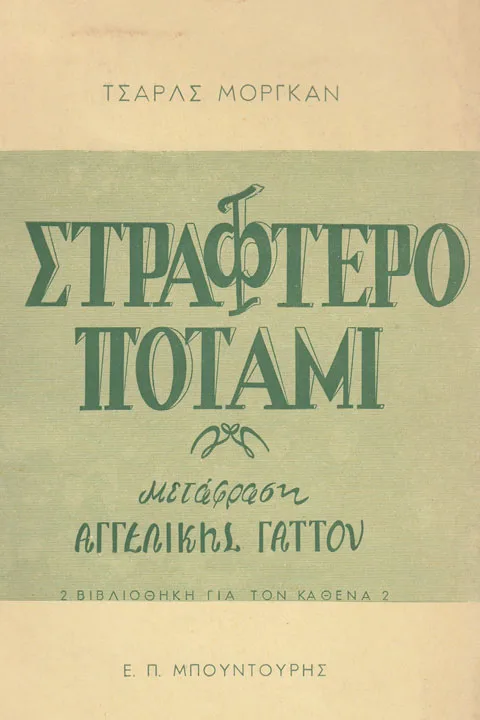 ΤΣΑΡΛΣ ΜΟΡΓΚΑΝ
ΣΤΡΑΦΤΕΡΟ
ΠΟΤΑΜΙ
μετάφραση
ΑΓΓΕΛΙΚΗΣ ΓΑΤΤΟΥ
2 ΒΙΒΛΙΟΘΗΚΗ ΓΙΑ ΤΟΝ ΚΑΘΕΝΑ 2
Ε. Π. ΜΠΟΥΝΤΟΥΡΗΣ